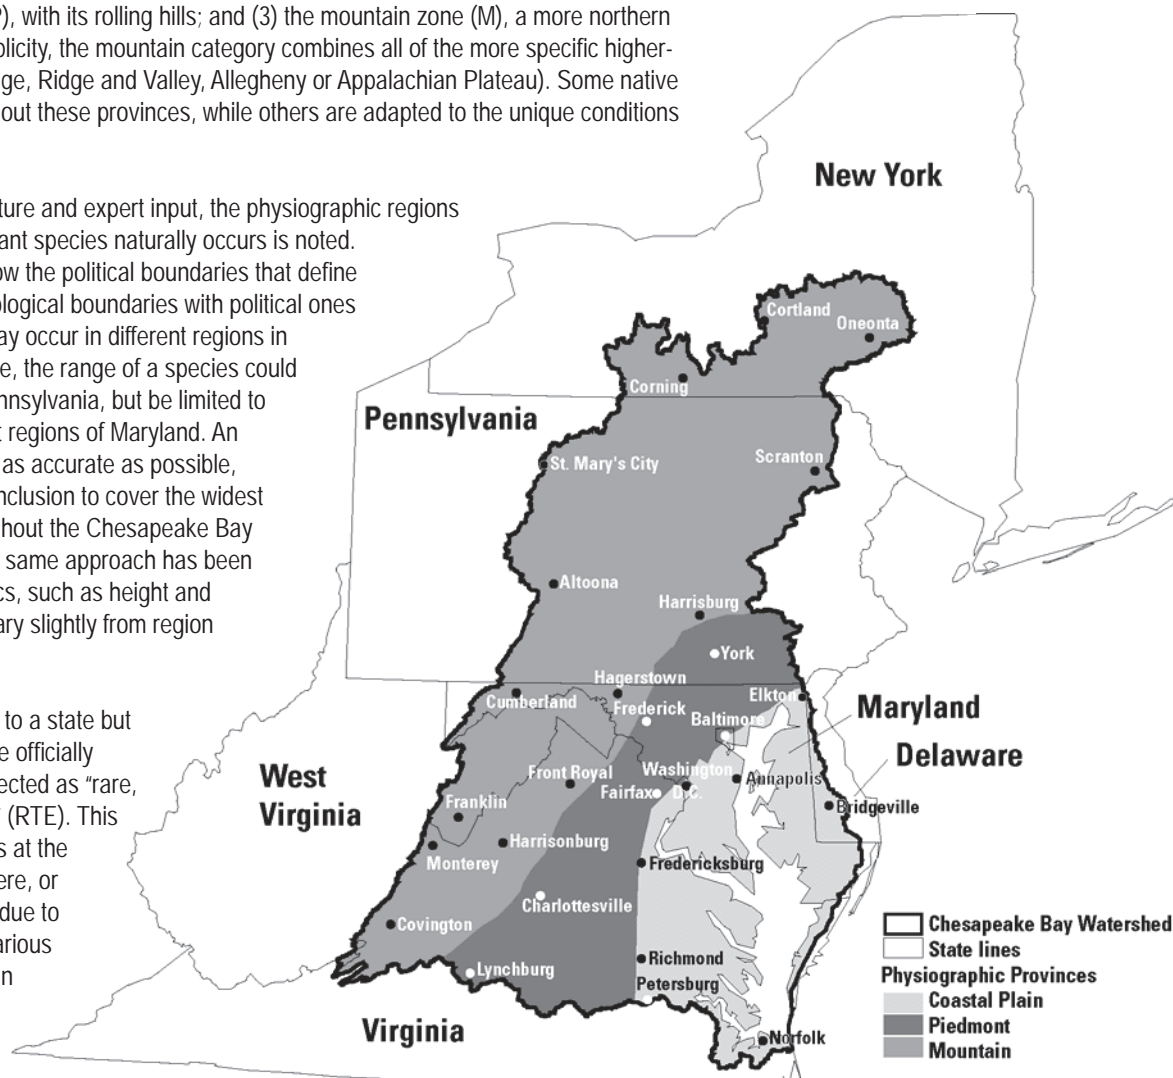 P), with its rolling hills; and (3) the mountain zone (M), a more northern
plicity, the mountain category combines all of the more specific higher-
ge, Ridge and Valley, Allegheny or Appalachian Plateau). Some native
out these provinces, while others are adapted to the unique conditions
ture and expert input, the physiographic regions
ant species naturally occurs is noted.
ow the political boundaries that define
ological boundaries with political ones
ay occur in different regions in
e, the range of a species could
nnsylvania, but be limited to
t regions of Maryland. An
as accurate as possible,
nclusion to cover the widest
hout the Chesapeake Bay
same approach has been
cs, such as height and
ary slightly from region
to a state but
e officially
ected as "rare,
(RTE). This
s at the
ere, or
due to
arious
n
New York
Cortland
Oneonta
Corning
Pennsylvania
St. Mary's City
Scranton
Altoona
Harrisburg
York
Hagerstown
Cumberland
Frederick
Elkton
Baltimore
Maryland
Delaware
West
Virginia
Front Royal
Washington
D.C.
Fairfax
Annapolis
Bridgeville
Franklin
Harrisonburg
Monterey
Fredericksburg
Charlottesville
Covington
Lynchburg
Richmond
Petersburg
Norfolk
Virginia
Chesapeake Bay Watershed
State lines
Physiographic Provinces
Coastal Plain
Piedmont
Mountain